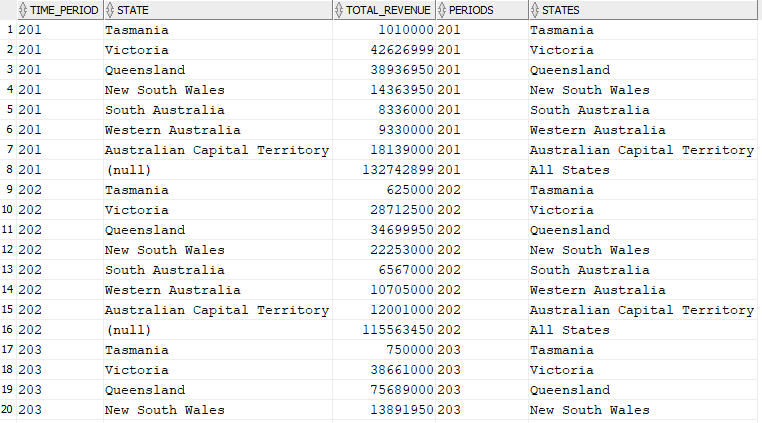 TIME_PERIOD STATE TOTAL_REVENUE PERIODS STATES
1 201 Tasmania 1010000 201 Tasmania
2 201 Victoria 42626999 201 Victoria
3 201 Queensland 38936950 201 Queensland
4 201 New South Wales 14363950 201 New South Wales
5 201 South Australia 8336000 201 South Australia
6 201 Western Australia 9330000 201 Western Australia
7 201 Australian Capital Territory 18139000 201 Australian Capital Territory
8 201 (null) 132742899 201 All States
9 202 Tasmania 625000 202 Tasmania
10 202 Victoria 28712500 202 Victoria
11 202 Queensland 34699950 202 Queensland
12 202 New South Wales 22253000 202 New South Wales
13 202 South Australia 6567000 202 South Australia
14 202 Western Australia 10705000 202 Western Australia
15 202 Australian Capital Territory 12001000 202 Australian Capital Territory
16 202 (null) 115563450 202 All States
17 203 Tasmania 750000 203 Tasmania
18 203 Victoria 38661000 203 Victoria
19 203 Queensland 75689000 203 Queensland
20 203 New South Wales 13891950 203 New South Wales